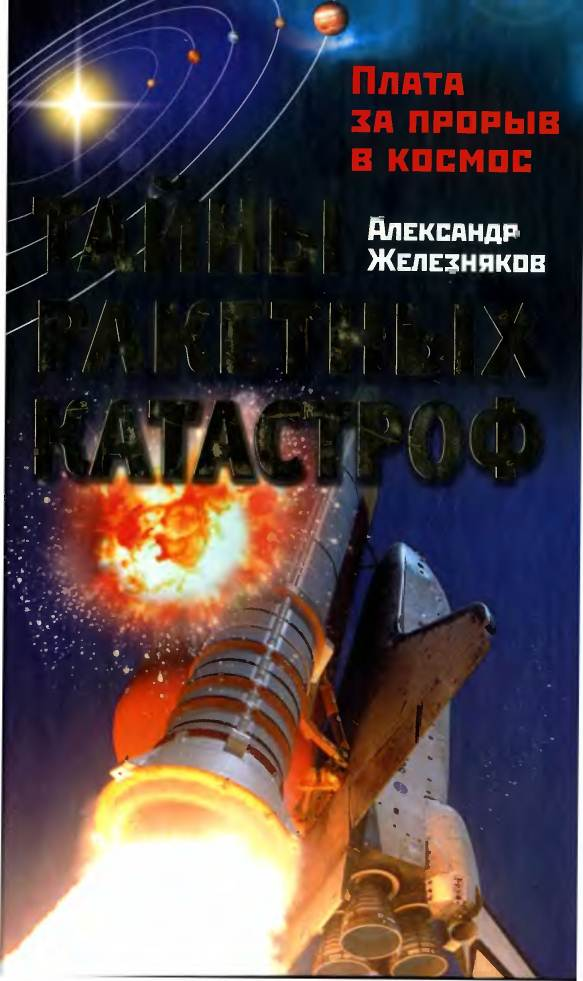 Плата
за прорыв
в космос
Александр
Железняков
ТАЙНЫ
РАКЕТНЫХ
КАТАСТРОФ